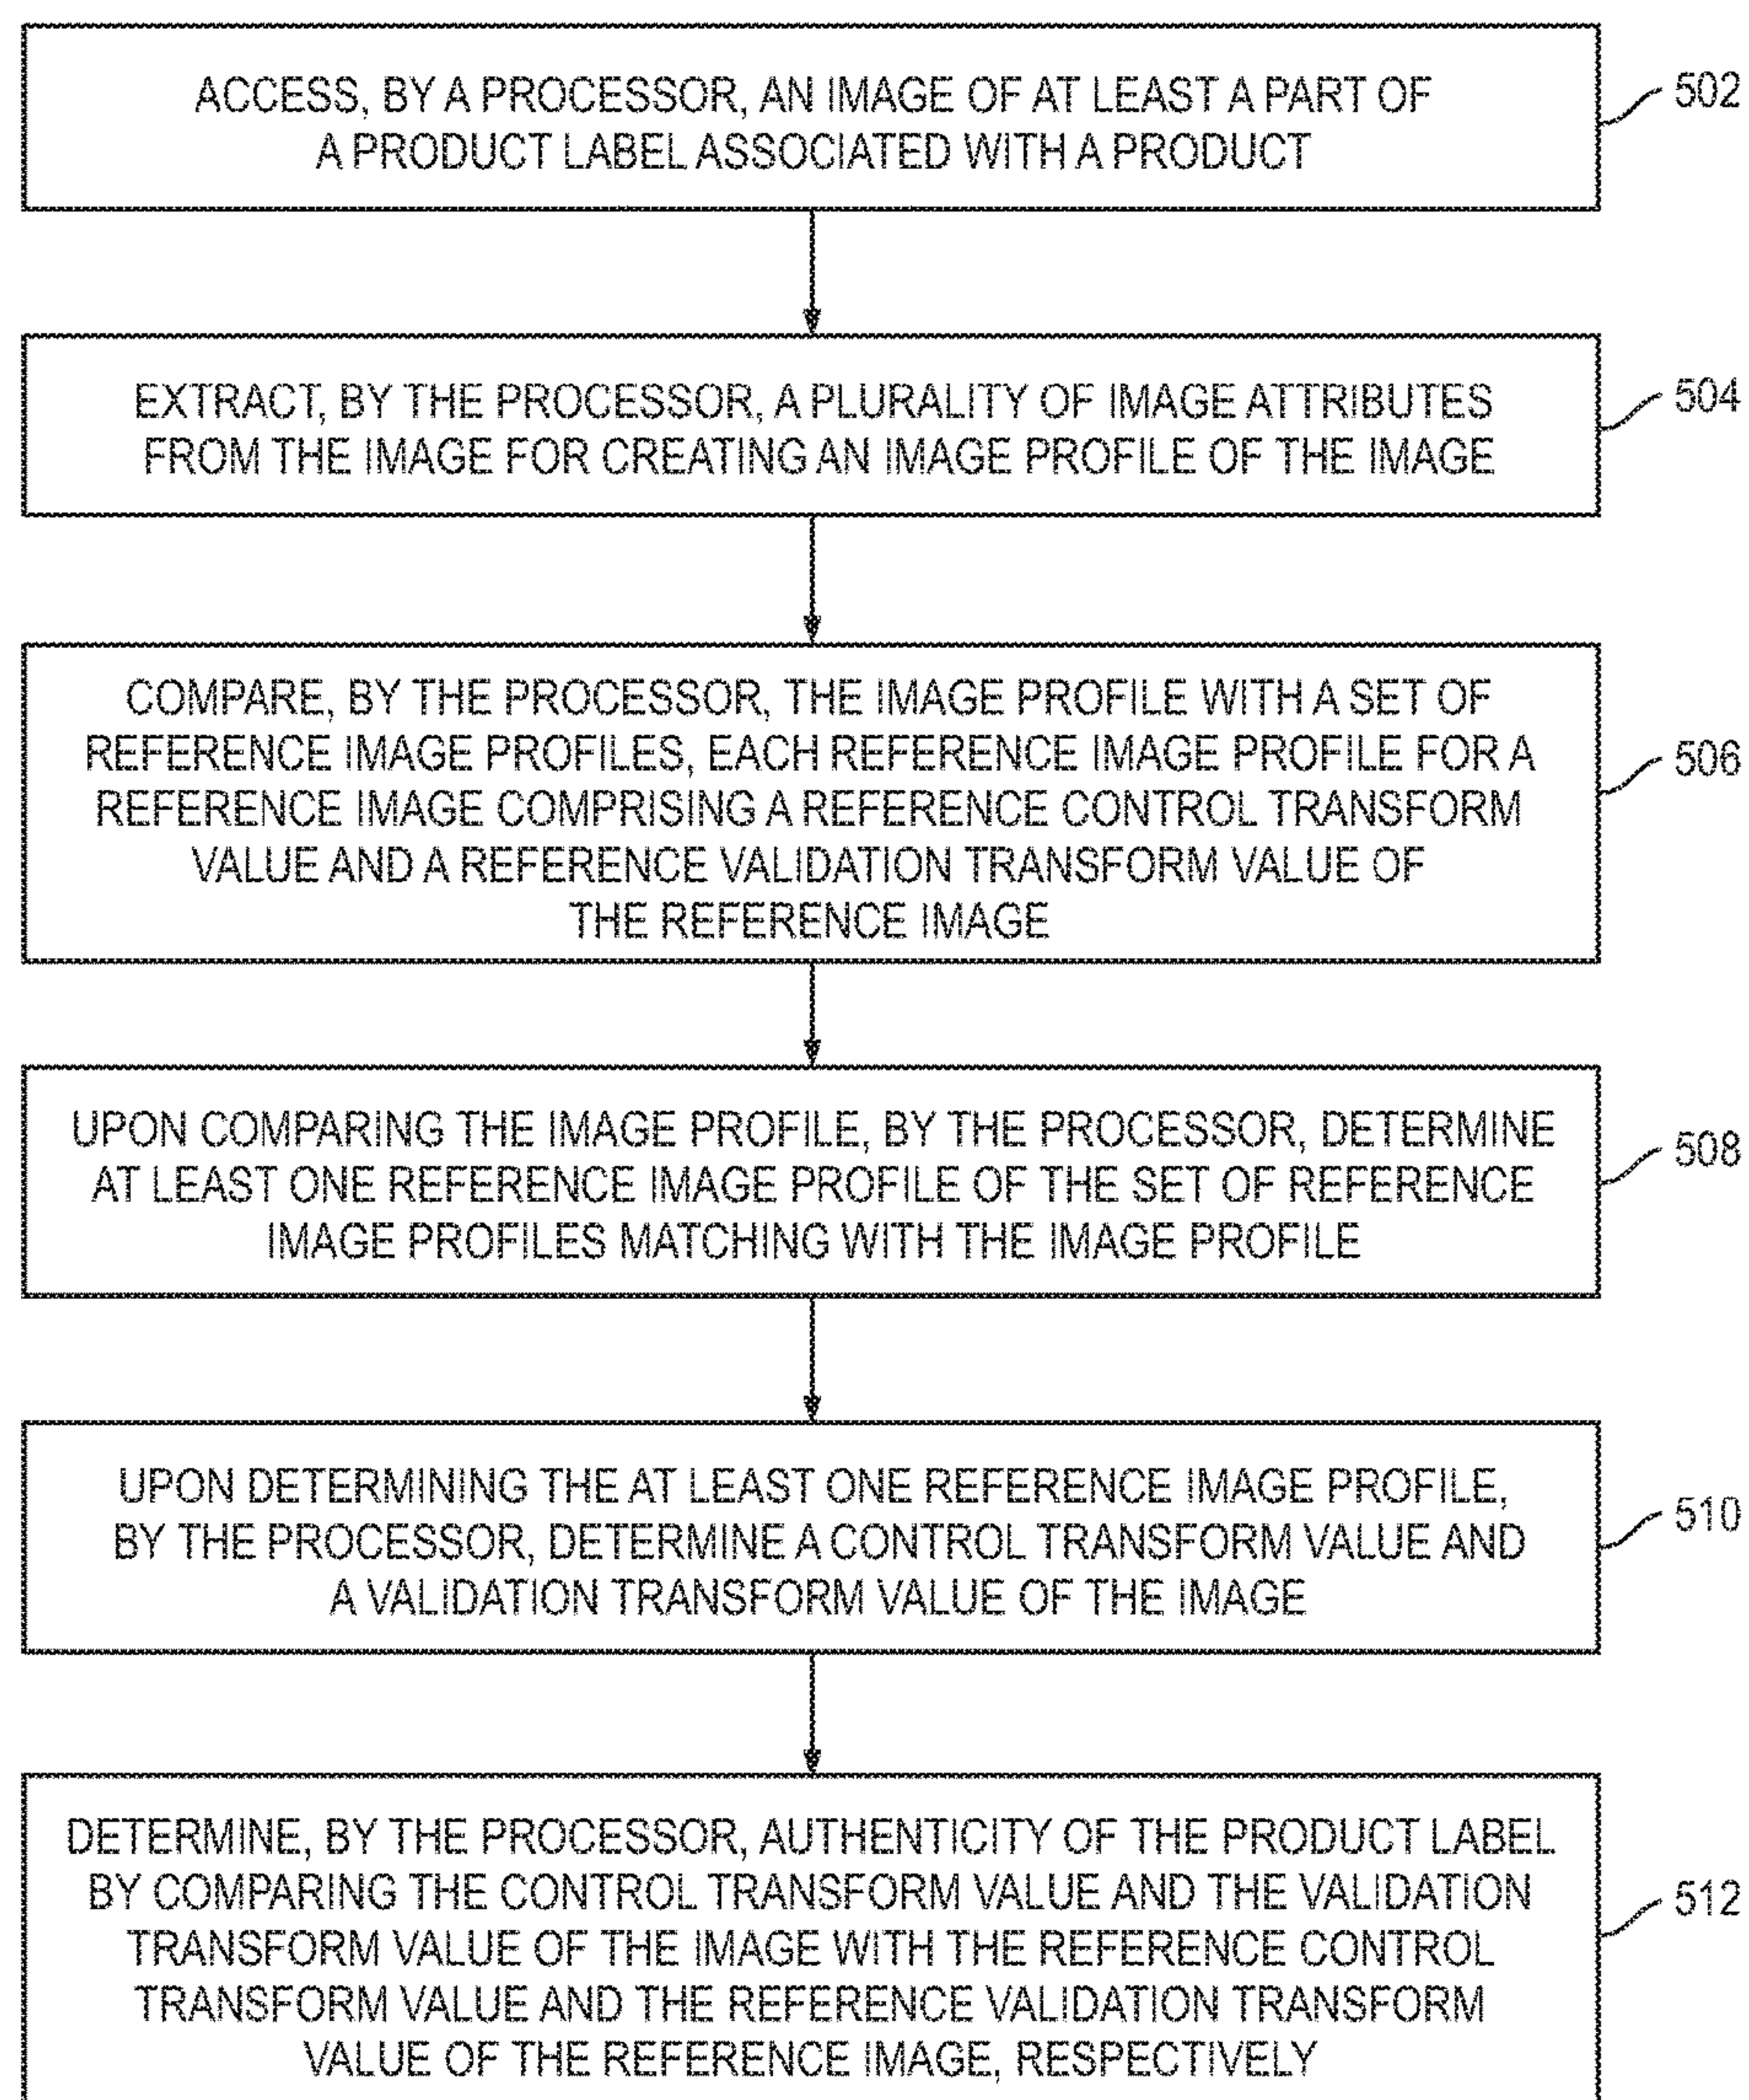 ACCESS, BY A PROCESSOR, AN IMAGE OF AT LEAST A PART OF
A PRODUCT LABEL ASSOCIATED WITH A PRODUCT
502
EXTRACT, BY THE PROCESSOR, A PLURALITY OF IMAGE ATTRIBUTES
FROM THE IMAGE FOR CREATING AN IMAGE PROFILE OF THE IMAGE
504
COMPARE, BY THE PROCESSOR, THE IMAGE PROFILE WITH A SET OF
REFERENCE IMAGE PROFILES, EACH REFERENCE IMAGE PROFILE FOR A
REFERENCE IMAGE COMPRISING A REFERENCE CONTROL TRANSFORM
VALUE AND A REFERENCE VALIDATION TRANSFORM VALUE OF
THE REFERENCE IMAGE
506
UPON COMPARING THE IMAGE PROFILE, BY THE PROCESSOR, DETERMINE
AT LEAST ONE REFERENCE IMAGE PROFILE OF THE SET OF REFERENCE
IMAGE PROFILES MATCHING WITH THE IMAGE PROFILE
508
UPON DETERMINING THE AT LEAST ONE REFERENCE IMAGE PROFILE,
BY THE PROCESSOR, DETERMINE A CONTROL TRANSFORM VALUE AND
A VALIDATION TRANSFORM VALUE OF THE IMAGE
510
DETERMINE, BY THE PROCESSOR, AUTHENTICITY OF THE PRODUCT LABEL
BY COMPARING THE CONTROL TRANSFORM VALUE AND THE VALIDATION
TRANSFORM VALUE OF THE IMAGE WITH THE REFERENCE CONTROL
TRANSFORM VALUE AND THE REFERENCE VALIDATION TRANSFORM
VALUE OF THE REFERENCE IMAGE, RESPECTIVELY
512